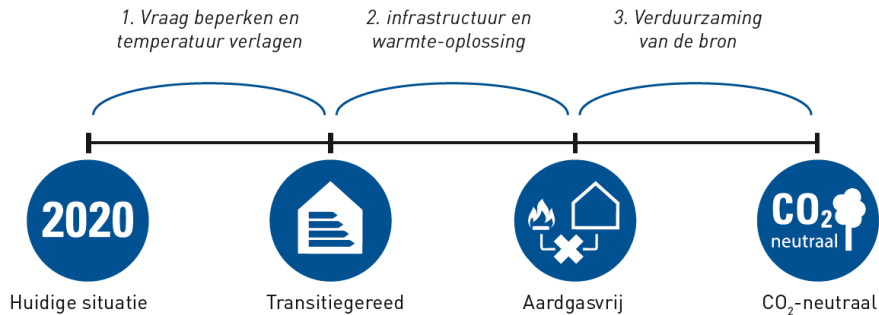 1. Vraag beperken en
temperatuur verlagen
2. infrastructuur en
warmte-oplossing
3. Verduurzaming
van de bron
2020
CO₂
neutraal
Huidige situatie
Transitiegereed
Aardgasvrij
CO₂-neutraal